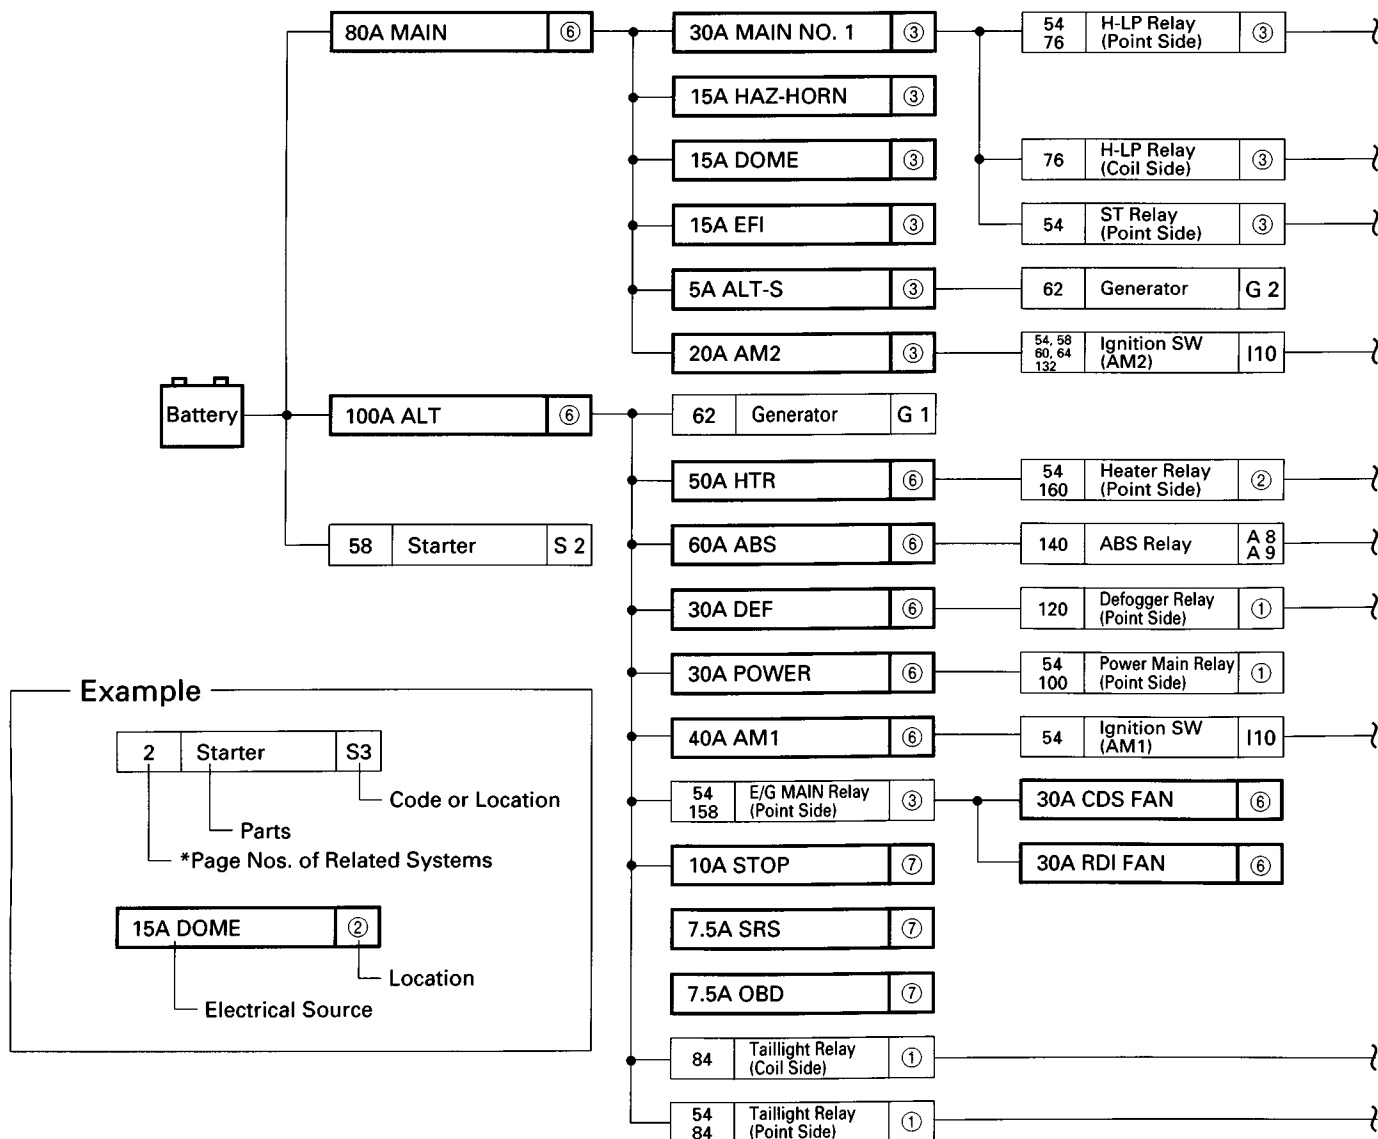 80A MAIN ⑥
30A MAIN NO. 1 ③
54 76 H-LP Relay (Point Side) ③
15A HAZ-HORN ③
15A DOME ③
76 H-LP Relay (Coil Side) ③
15A EFI ③
54 ST Relay (Point Side) ③
5A ALT-S ③
62 Generator G 2
20A AM2 ③
54, 58 60, 64 132 Ignition SW (AM2) I10
Battery
100A ALT ⑥
62 Generator G 1
50A HTR ⑥
54 160 Heater Relay (Point Side) ②
58 Starter S 2
60A ABS ⑥
140 ABS Relay A 8 A 9
30A DEF ⑥
120 Defogger Relay (Point Side) ①
30A POWER ⑥
54 100 Power Main Relay (Point Side) ①
40A AM1 ⑥
54 Ignition SW (AM1) I10
54 158 E/G MAIN Relay (Point Side) ③
30A CDS FAN ⑥
10A STOP ⑦
30A RDI FAN ⑥
7.5A SRS ⑦
7.5A OBD ⑦
84 Taillight Relay (Coil Side) ①
54 84 Taillight Relay (Point Side) ①
Example
2 Starter S3
Code or Location
Parts
*Page Nos. of Related Systems
15A DOME ②
Location
Electrical Source